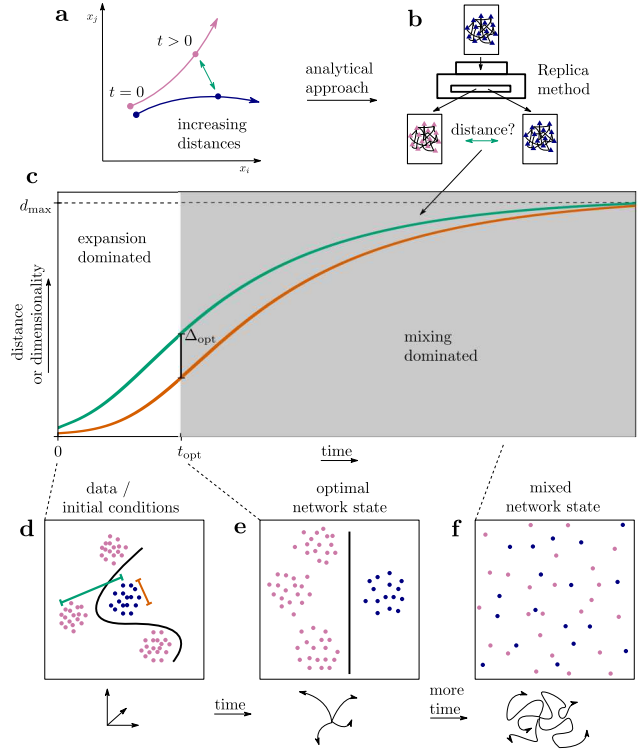 a
x_j
t > 0
t = 0
increasing
distances
x_i
analytical
approach
b
Replica
method
distance?
c
d_max
expansion
dominated
distance
or dimensionality
Δ_opt
mixing
dominated
0
t_opt
time
data /
initial conditions
optimal
network state
mixed
network state
d
e
f
time
more
time